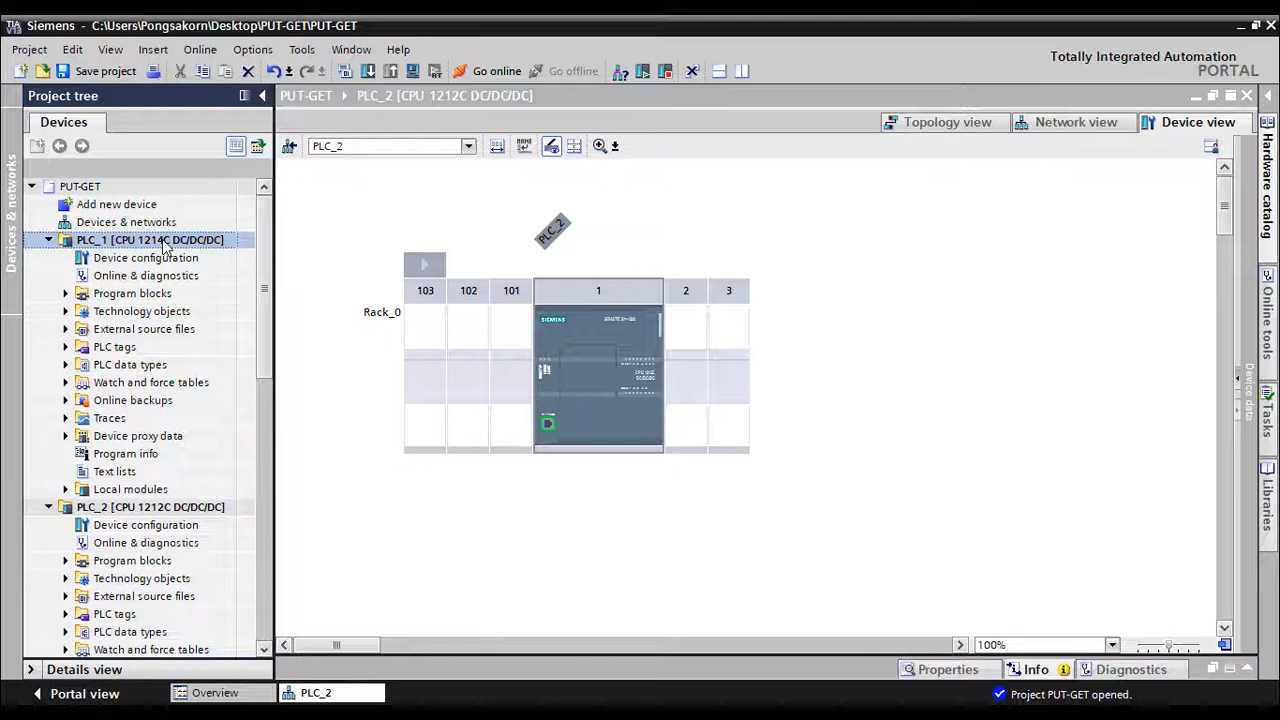 TIA
V13
Siemens - C:\Users\Pongsakorn\Desktop\PUT-GET\PUT-GET
Project Edit View Insert Online Options Tools Window Help
Save project
Go online
Go offline
Totally Integrated Automation
PORTAL
Project tree
PUT-GET ▸ PLC_2 [CPU 1212C DC/DC/DC]
Devices
Topology view
Network view
Device view
PLC_2
NAME
PUT-GET
Add new device
Devices & networks
PLC_1 [CPU 1214C DC/DC/DC]
Device configuration
Online & diagnostics
Program blocks
Technology objects
External source files
PLC tags
PLC data types
Watch and force tables
Online backups
Traces
Device proxy data
Program info
Text lists
Local modules
PLC_2 [CPU 1212C DC/DC/DC]
Device configuration
Online & diagnostics
Program blocks
Technology objects
External source files
PLC tags
PLC data types
Watch and force tables
Details view
Devices & networks
PLC_2
103 102 101 1 2 3
Rack_0
SIEMENS
100%
Properties
Info
Diagnostics
Hardware catalog
Online tools
Tasks
Libraries
Device data
Portal view
Overview
PLC_2
Project PUT-GET opened.